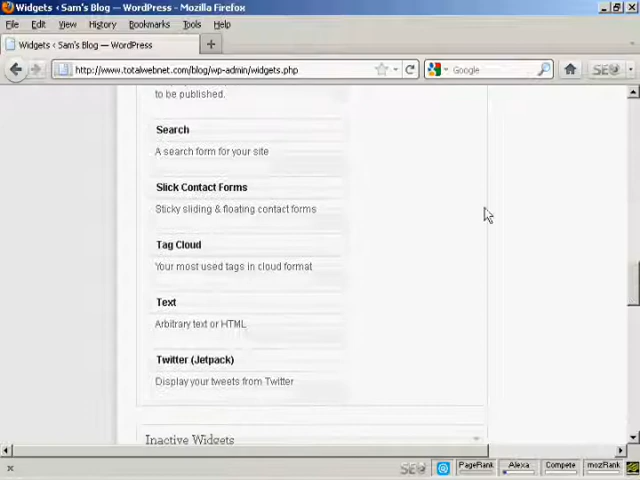 Widgets ‹ Sam's Blog — WordPress - Mozilla Firefox
File Edit View History Bookmarks Tools Help
Widgets ‹ Sam's Blog — WordPress
http://www.totalwebnet.com/blog/wp-admin/widgets.php
Google
SEO
to be published.
Search
A search form for your site
Slick Contact Forms
Sticky sliding & floating contact forms
Tag Cloud
Your most used tags in cloud format
Text
Arbitrary text or HTML
Twitter (Jetpack)
Display your tweets from Twitter
Inactive Widgets
SEO PageRank Alexa Compete mozRank